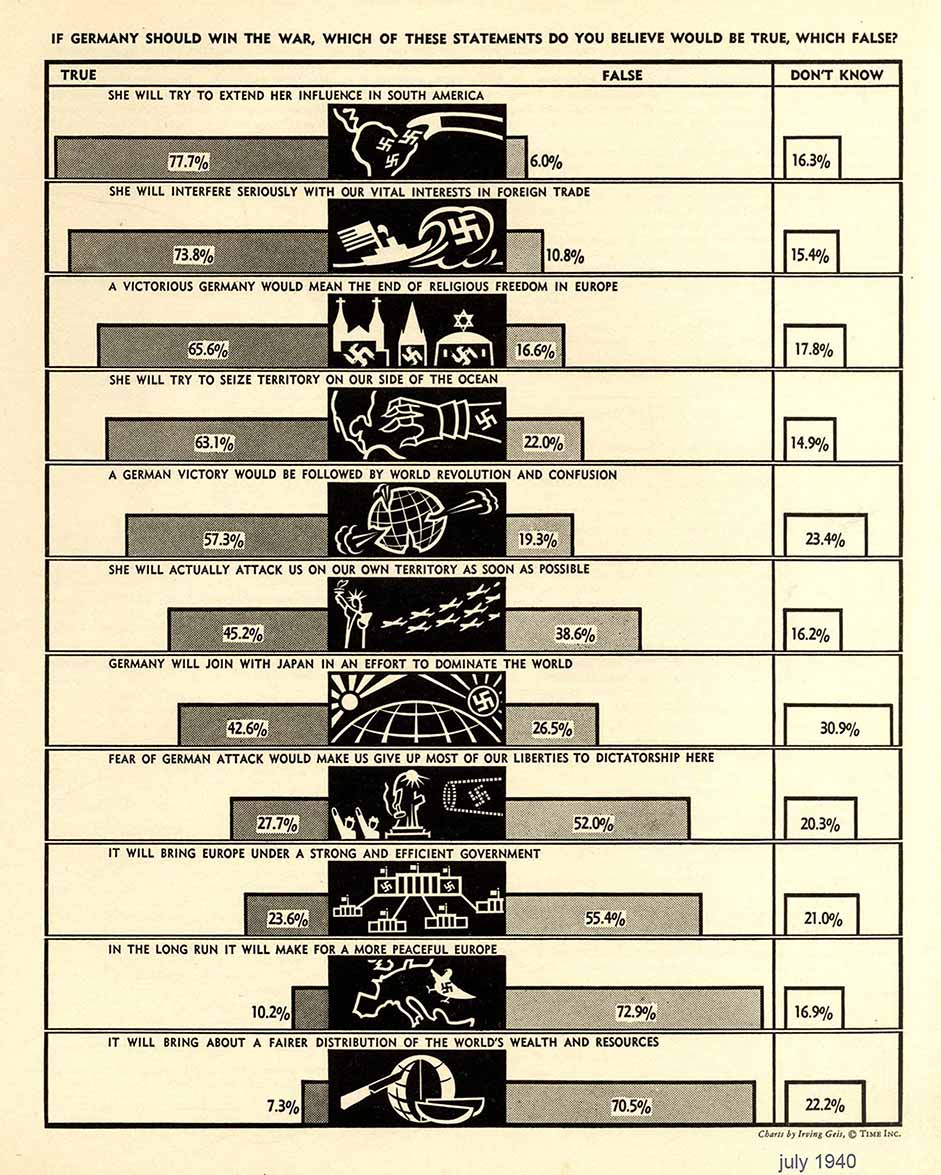 IF GERMANY SHOULD WIN THE WAR, WHICH OF THESE STATEMENTS DO YOU BELIEVE WOULD BE TRUE, WHICH FALSE?
TRUE FALSE DON'T KNOW
SHE WILL TRY TO EXTEND HER INFLUENCE IN SOUTH AMERICA
77.7% 6.0% 16.3%
SHE WILL INTERFERE SERIOUSLY WITH OUR VITAL INTERESTS IN FOREIGN TRADE
73.8% 10.8% 15.4%
A VICTORIOUS GERMANY WOULD MEAN THE END OF RELIGIOUS FREEDOM IN EUROPE
65.6% 16.6% 17.8%
SHE WILL TRY TO SEIZE TERRITORY ON OUR SIDE OF THE OCEAN
63.1% 22.0% 14.9%
A GERMAN VICTORY WOULD BE FOLLOWED BY WORLD REVOLUTION AND CONFUSION
57.3% 19.3% 23.4%
SHE WILL ACTUALLY ATTACK US ON OUR OWN TERRITORY AS SOON AS POSSIBLE
45.2% 38.6% 16.2%
GERMANY WILL JOIN WITH JAPAN IN AN EFFORT TO DOMINATE THE WORLD
42.6% 26.5% 30.9%
FEAR OF GERMAN ATTACK WOULD MAKE US GIVE UP MOST OF OUR LIBERTIES TO DICTATORSHIP HERE
27.7% 52.0% 20.3%
IT WILL BRING EUROPE UNDER A STRONG AND EFFICIENT GOVERNMENT
23.6% 55.4% 21.0%
IN THE LONG RUN IT WILL MAKE FOR A MORE PEACEFUL EUROPE
10.2% 72.9% 16.9%
IT WILL BRING ABOUT A FAIRER DISTRIBUTION OF THE WORLD'S WEALTH AND RESOURCES
7.3% 70.5% 22.2%
Charts by Irving Geis, © TIME INC.
july 1940